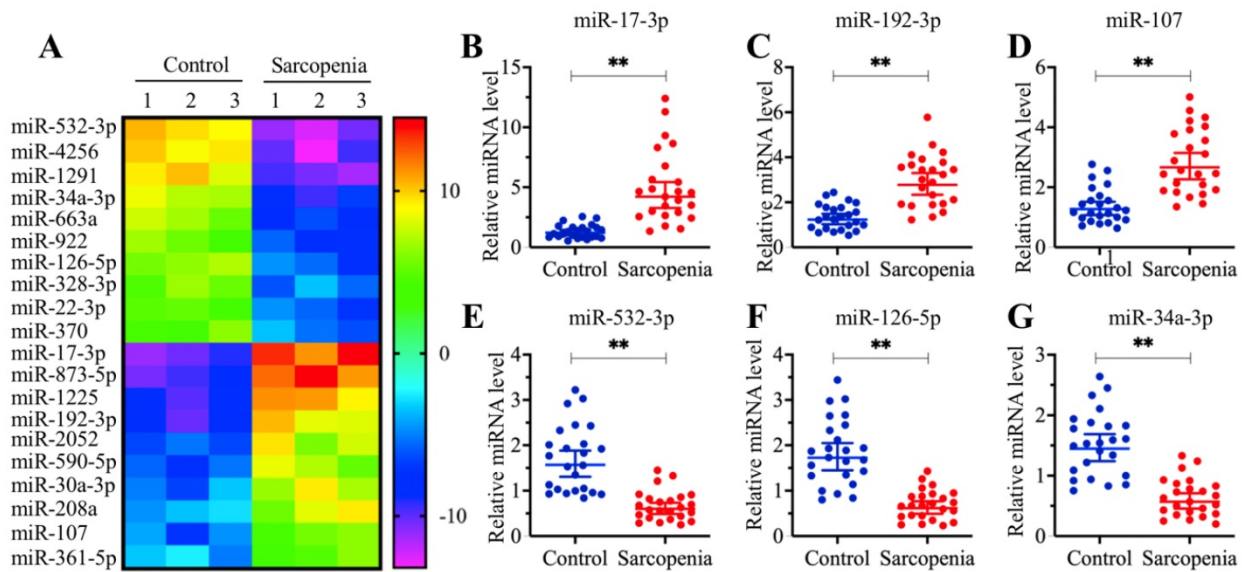 A
Control Sarcopenia
1 2 3 1 2 3
miR-532-3p
miR-4256
miR-1291
miR-34a-3p
miR-663a
miR-922
miR-126-5p
miR-328-3p
miR-22-3p
miR-370
miR-17-3p
miR-873-5p
miR-1225
miR-192-3p
miR-2052
miR-590-5p
miR-30a-3p
miR-208a
miR-107
miR-361-5p
10
0
-10
B
miR-17-3p
**
Relative miRNA level
15
10
5
0
Control Sarcopenia
C
miR-192-3p
**
Relative miRNA level
8
6
4
2
0
Control Sarcopenia
D
miR-107
**
Relative miRNA level
6
4
2
0
Control Sarcopenia
1
E
miR-532-3p
**
Relative miRNA level
4
3
2
1
0
Control Sarcopenia
F
miR-126-5p
**
Relative miRNA level
4
3
2
1
0
Control Sarcopenia
G
miR-34a-3p
**
Relative miRNA level
3
2
1
0
Control Sarcopenia